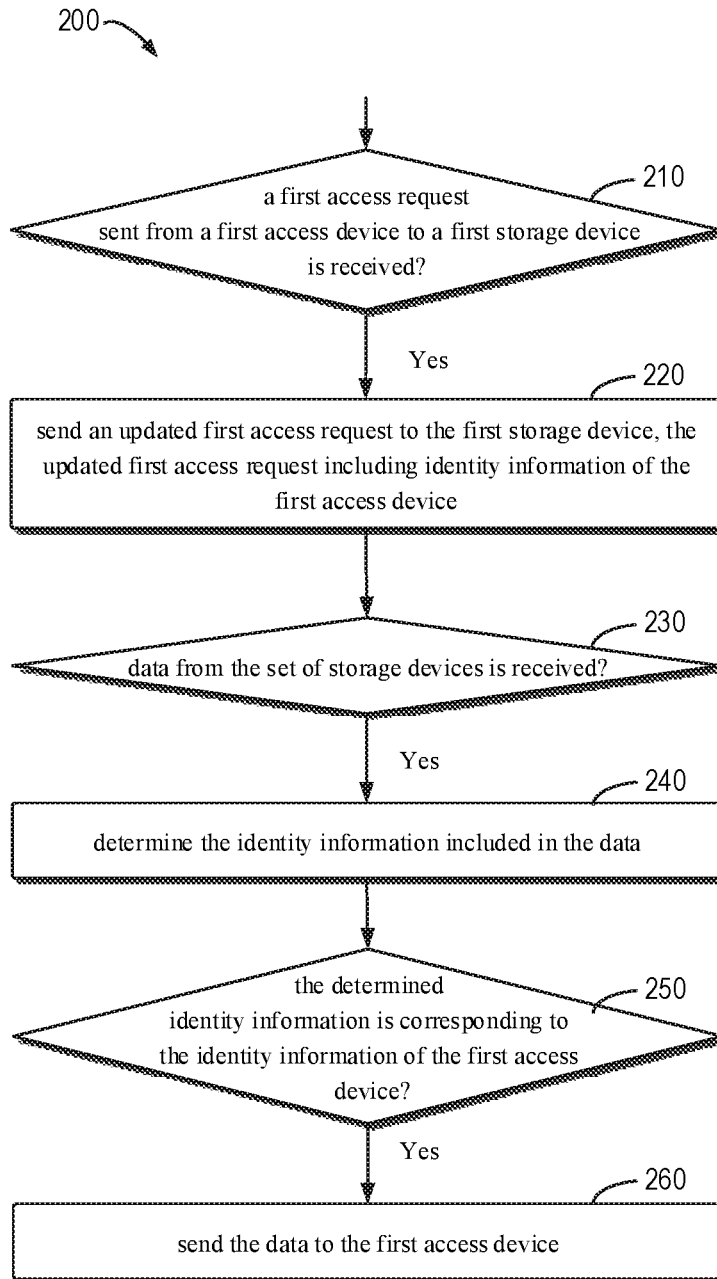 200
210
a first access request
sent from a first access device to a first storage device
is received?
Yes
220
send an updated first access request to the first storage device, the
updated first access request including identity information of the
first access device
230
data from the set of storage devices is received?
Yes
240
determine the identity information included in the data
250
the determined
identity information is corresponding to
the identity information of the first access
device?
Yes
260
send the data to the first access device